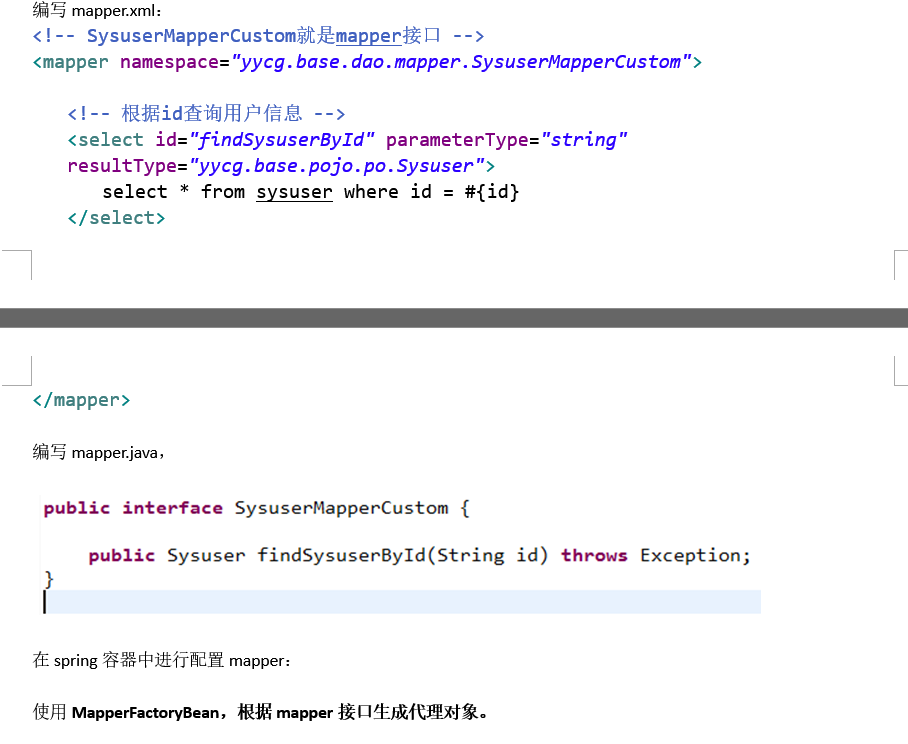 编写 mapper.xml：
<!-- SysuserMapperCustom就是mapper接口 -->
<mapper namespace="yycg.base.dao.mapper.SysuserMapperCustom">
<!-- 根据id查询用户信息 -->
<select id="findSysuserById" parameterType="string"
resultType="yycg.base.pojo.po.Sysuser">
select * from sysuser where id = #{id}
</select>
</mapper>
编写 mapper.java，
public interface SysuserMapperCustom {
public Sysuser findSysuserById(String id) throws Exception;
}
在 spring 容器中进行配置 mapper：
使用 MapperFactoryBean，根据 mapper 接口生成代理对象。